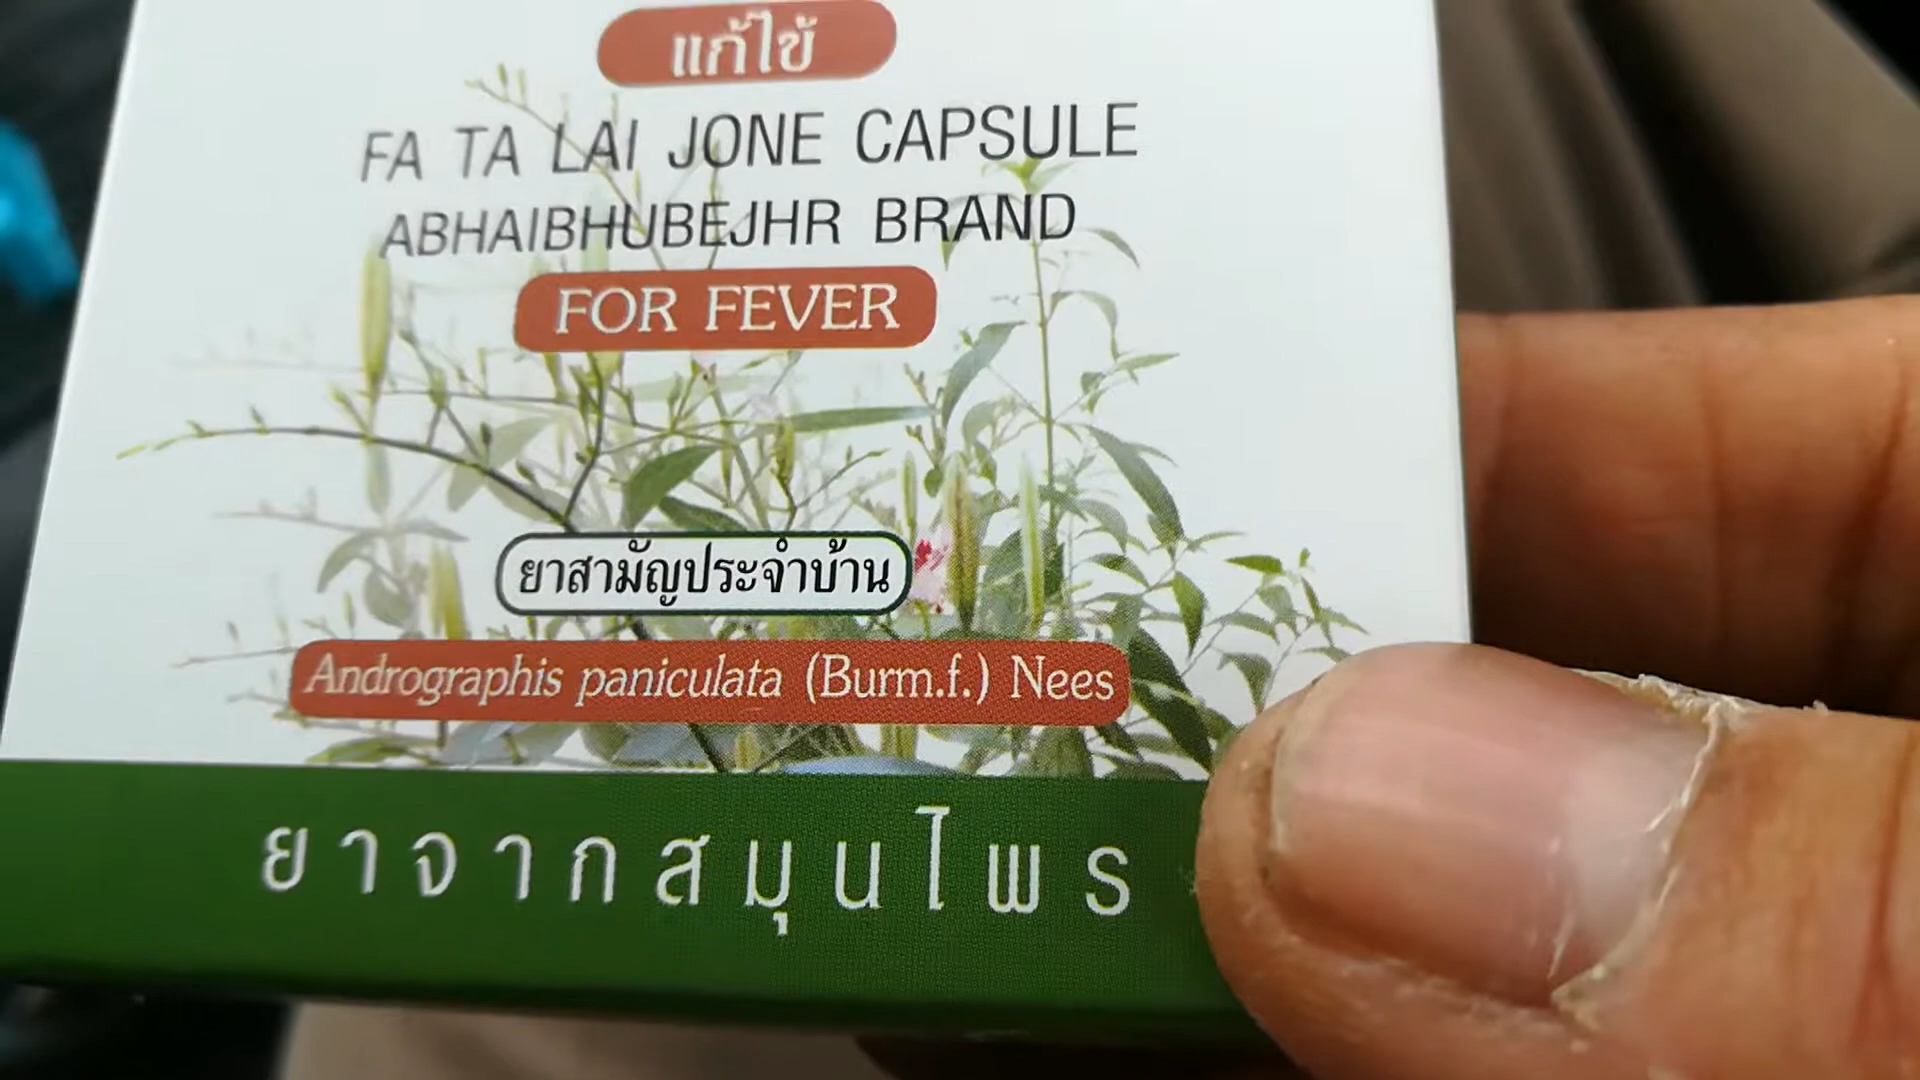 แก้ไข้
FA TA LAI JONE CAPSULE
ABHAIBHUBEJHR BRAND
FOR FEVER
ยาสามัญประจำบ้าน
Andrographis paniculata (Burm.f.) Nees
ยาจากสมุนไพร